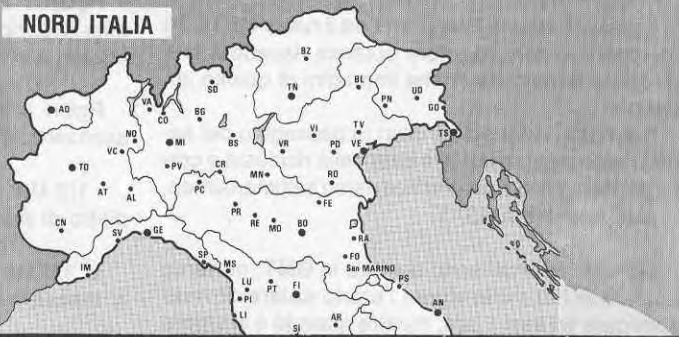 NORD ITALIA
BZ
SO
BL
AO
VA
CO
BG
TN
PN
UD
GO
NO
MI
BS
VR
VI
TV
TS
VC
PD
VE
TO
PV
CR
MN
AT
AL
PC
RO
PR
FE
RE
MO
BO
CN
SV
GE
RA
SP
MS
FO
San MARINO
IM
LU
PT
FI
PS
PI
LI
AN
SI
AR